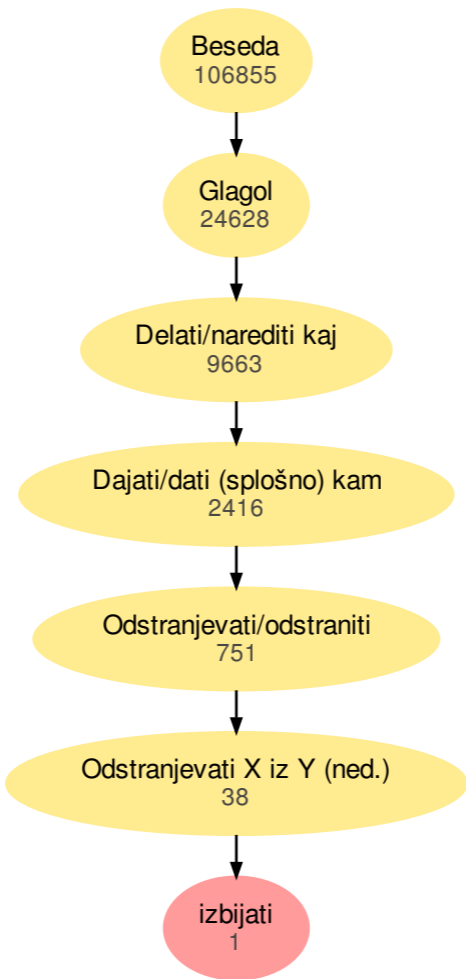 Beseda
106855
Glagol
24628
Delati/narediti kaj
9663
Dajati/dati (splošno) kam
2416
Odstranjevati/odstraniti
751
Odstranjevati X iz Y (ned.)
38
izbijati
1